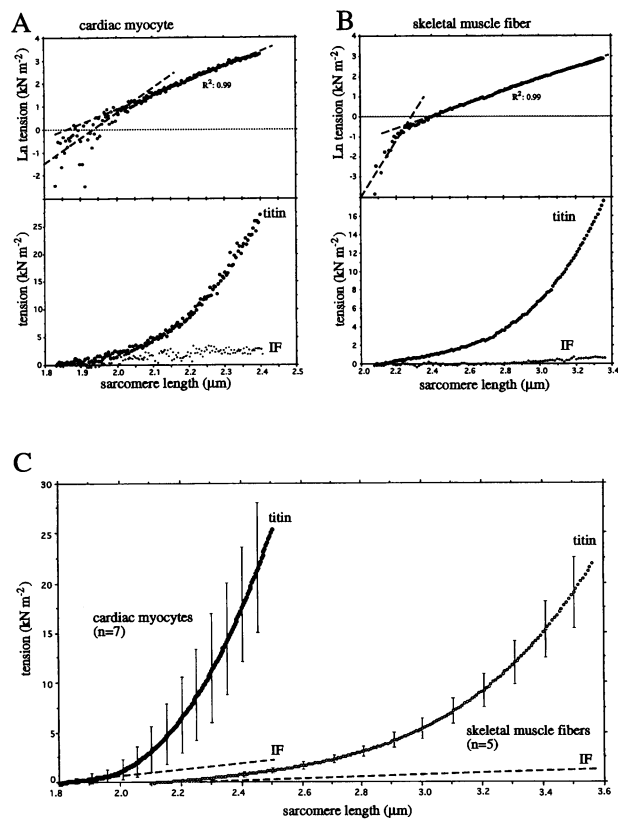 A
cardiac myocyte
B
skeletal muscle fiber
Ln tension (kN m-2)
4
3
2
1
0
-1
-2
R2: 0.99
Ln tension (kN m-2)
4
3
2
1
0
-1
-2
-3
R2: 0.99
tension (kN m-2)
25
20
15
10
5
0
titin
IF
1.8 1.9 2.0 2.1 2.2 2.3 2.4 2.5
sarcomere length (μm)
tension (kN m-2)
16
14
12
10
8
6
4
2
0
titin
IF
2.0 2.2 2.4 2.6 2.8 3.0 3.2 3.4
sarcomere length (μm)
C
tension (kN m-2)
30
25
20
15
10
5
0
titin
titin
cardiac myocytes
(n=7)
skeletal muscle fibers
(n=5)
IF
IF
1.8 2.0 2.2 2.4 2.6 2.8 3.0 3.2 3.4 3.6
sarcomere length (μm)